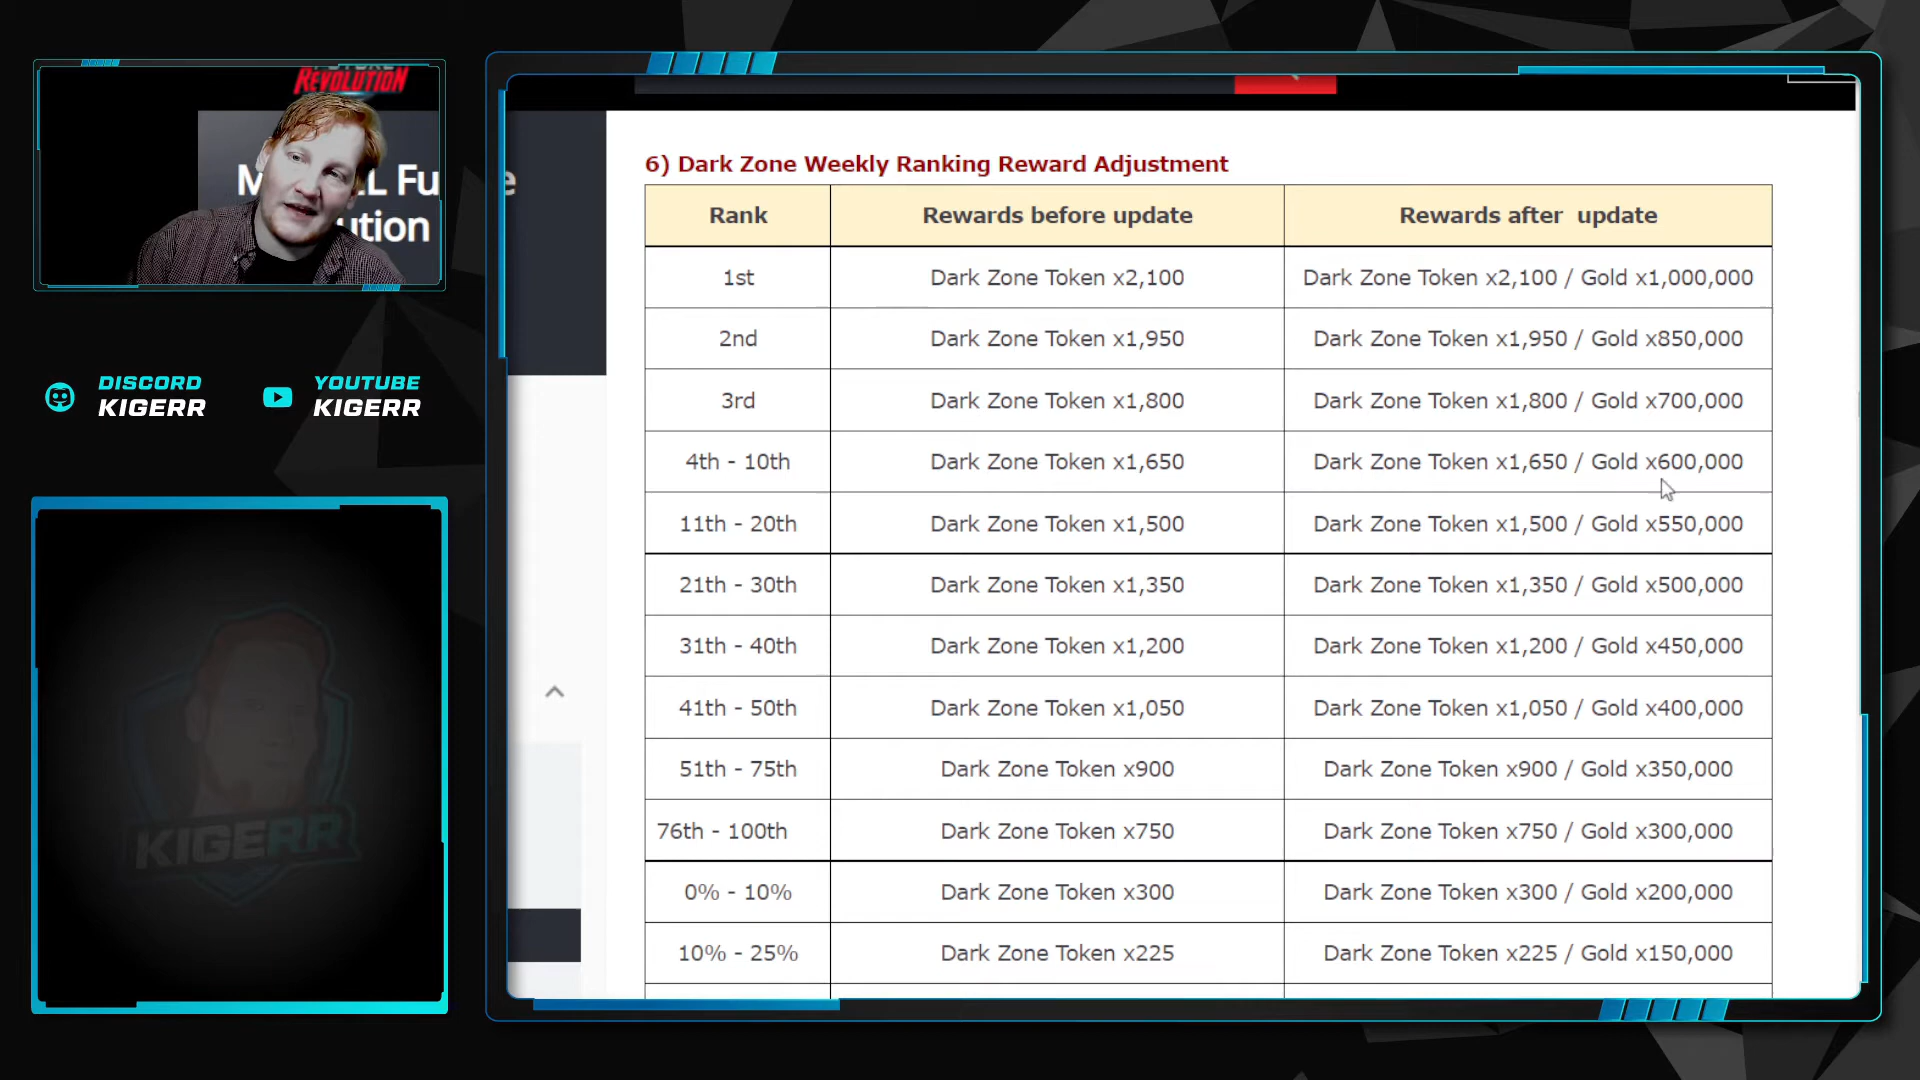 REVOLUTION
DISCORD
KIGERR
YOUTUBE
KIGERR
KIGERR
6) Dark Zone Weekly Ranking Reward Adjustment
Rank Rewards before update Rewards after update
1st Dark Zone Token x2,100 Dark Zone Token x2,100 / Gold x1,000,000
2nd Dark Zone Token x1,950 Dark Zone Token x1,950 / Gold x850,000
3rd Dark Zone Token x1,800 Dark Zone Token x1,800 / Gold x700,000
4th - 10th Dark Zone Token x1,650 Dark Zone Token x1,650 / Gold x600,000
11th - 20th Dark Zone Token x1,500 Dark Zone Token x1,500 / Gold x550,000
21th - 30th Dark Zone Token x1,350 Dark Zone Token x1,350 / Gold x500,000
31th - 40th Dark Zone Token x1,200 Dark Zone Token x1,200 / Gold x450,000
41th - 50th Dark Zone Token x1,050 Dark Zone Token x1,050 / Gold x400,000
51th - 75th Dark Zone Token x900 Dark Zone Token x900 / Gold x350,000
76th - 100th Dark Zone Token x750 Dark Zone Token x750 / Gold x300,000
0% - 10% Dark Zone Token x300 Dark Zone Token x300 / Gold x200,000
10% - 25% Dark Zone Token x225 Dark Zone Token x225 / Gold x150,000